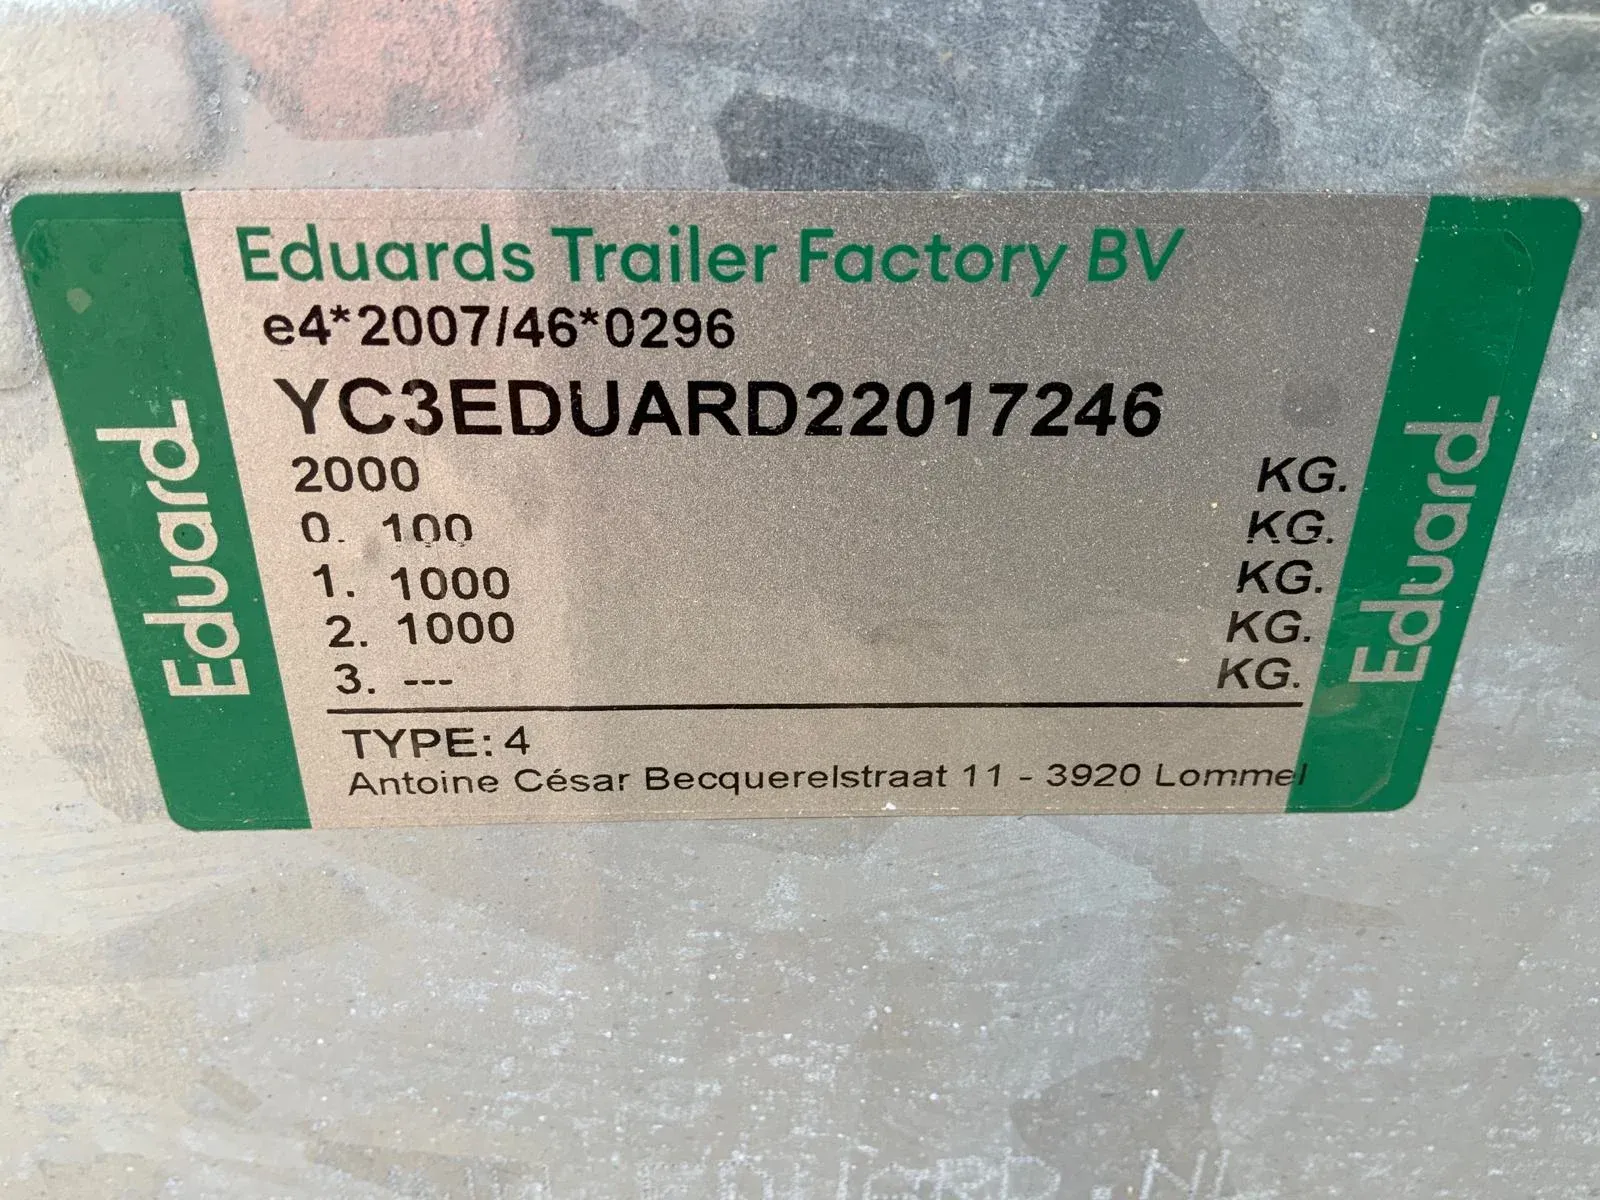 Eduards Trailer Factory BV
e4*2007/46*0296
YC3EDUARD22017246
2000 KG.
0. 100 KG.
1. 1000 KG.
2. 1000 KG.
3. --- KG.
TYPE: 4
Antoine César Becquerelstraat 11 - 3920 Lommel
Eduard
Eduard